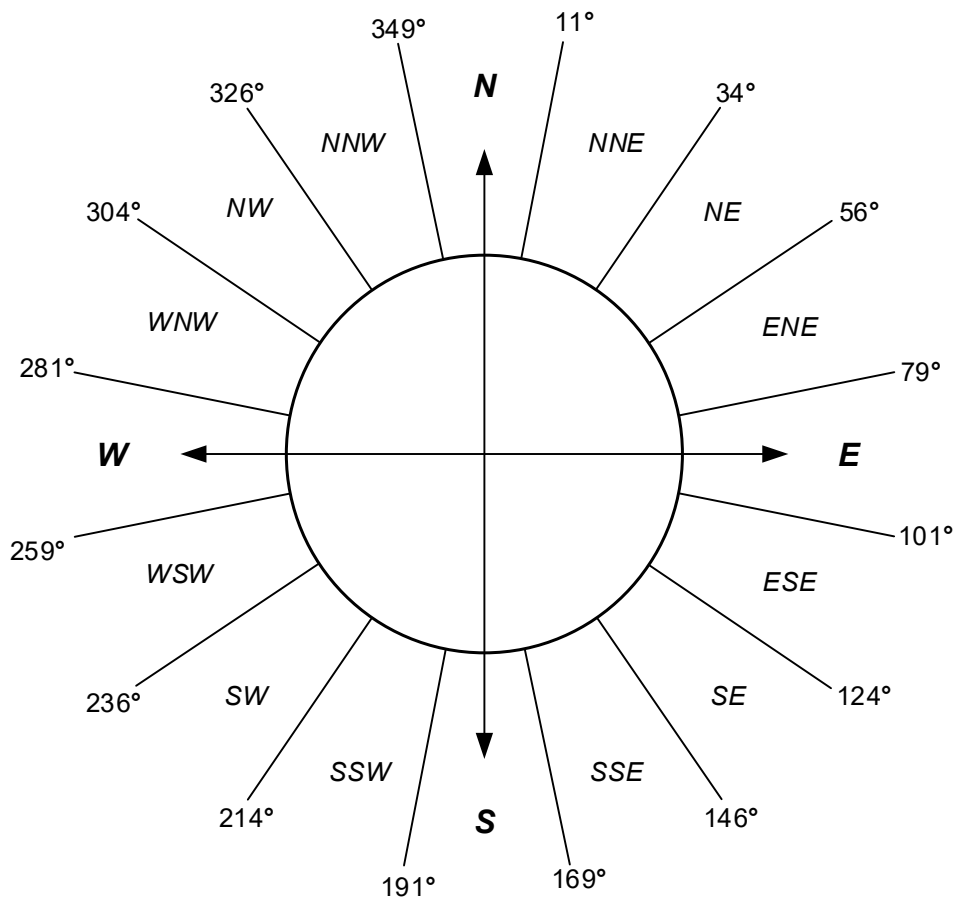 349° 11°
N
326° 34°
NNW NNE
NW NE
304° 56°
WNW ENE
281° 79°
W E
259° 101°
WSW ESE
236° 124°
SW SE
SSW SSE
214° 146°
S
191° 169°